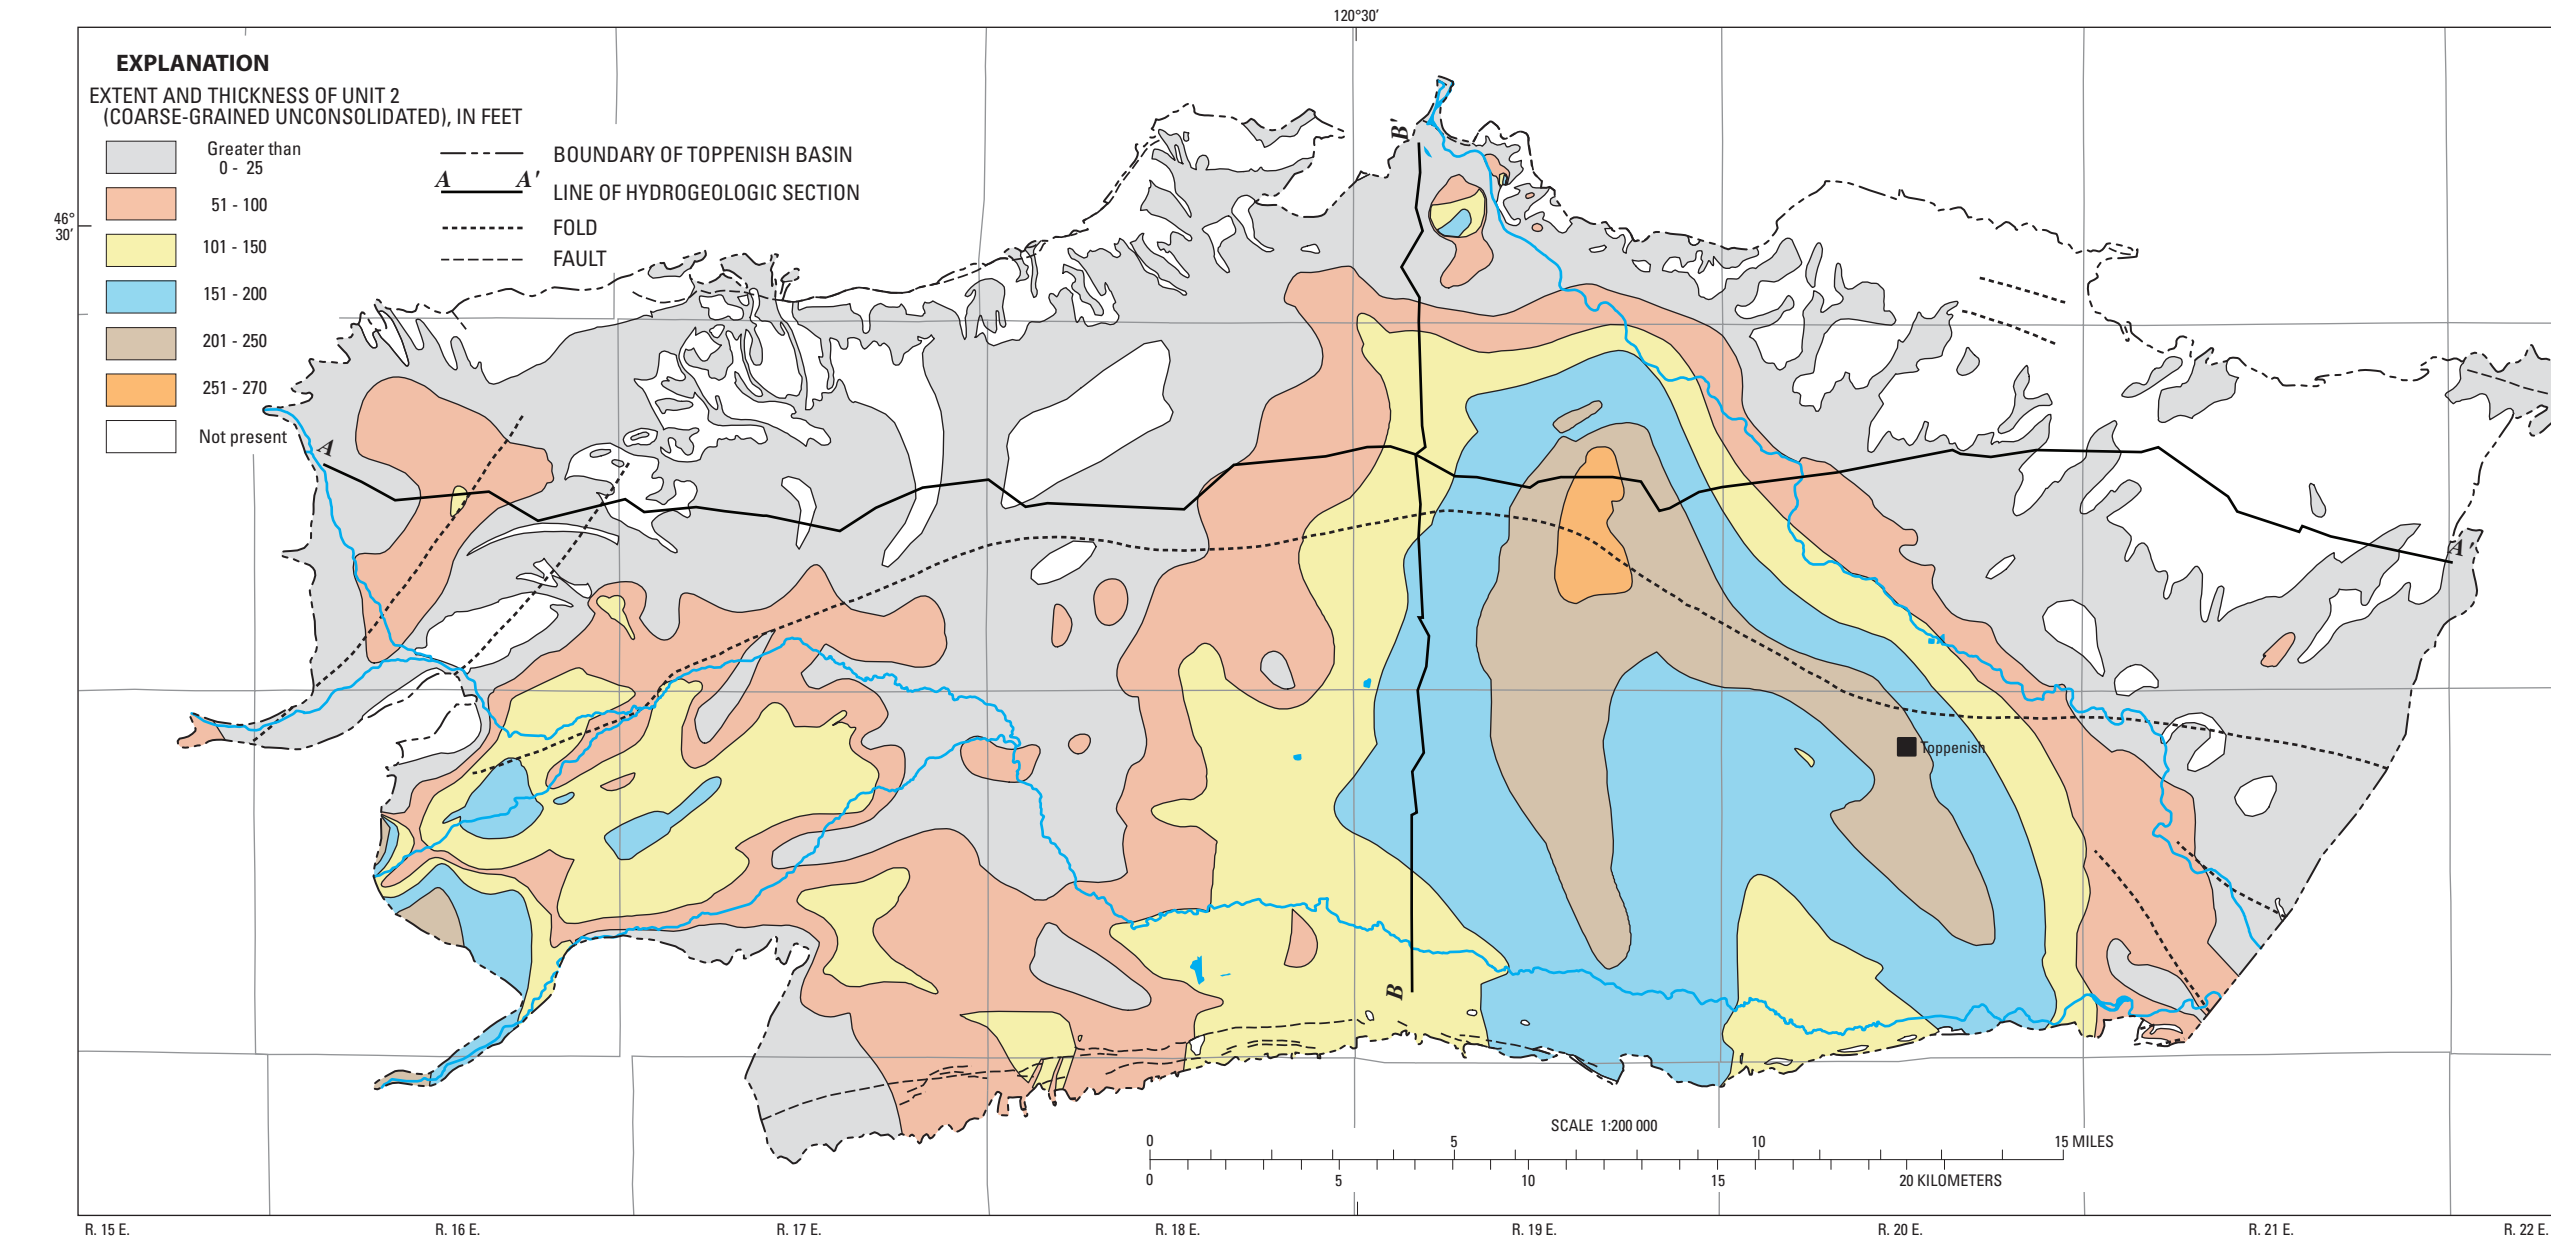 120°30'
EXPLANATION
EXTENT AND THICKNESS OF UNIT 2
(COARSE-GRAINED UNCONSOLIDATED), IN FEET
Greater than
0 - 25
51 - 100
101 - 150
151 - 200
201 - 250
251 - 270
Not present
BOUNDARY OF TOPPENISH BASIN
A A'
LINE OF HYDROGEOLOGIC SECTION
FOLD
FAULT
46°
30'
B'
A
A'
Toppenish
B
SCALE 1:200 000
0 5 10 15 MILES
0 5 10 15 20 KILOMETERS
R. 15 E. R. 16 E. R. 17 E. R. 18 E. R. 19 E. R. 20 E. R. 21 E. R. 22 E.